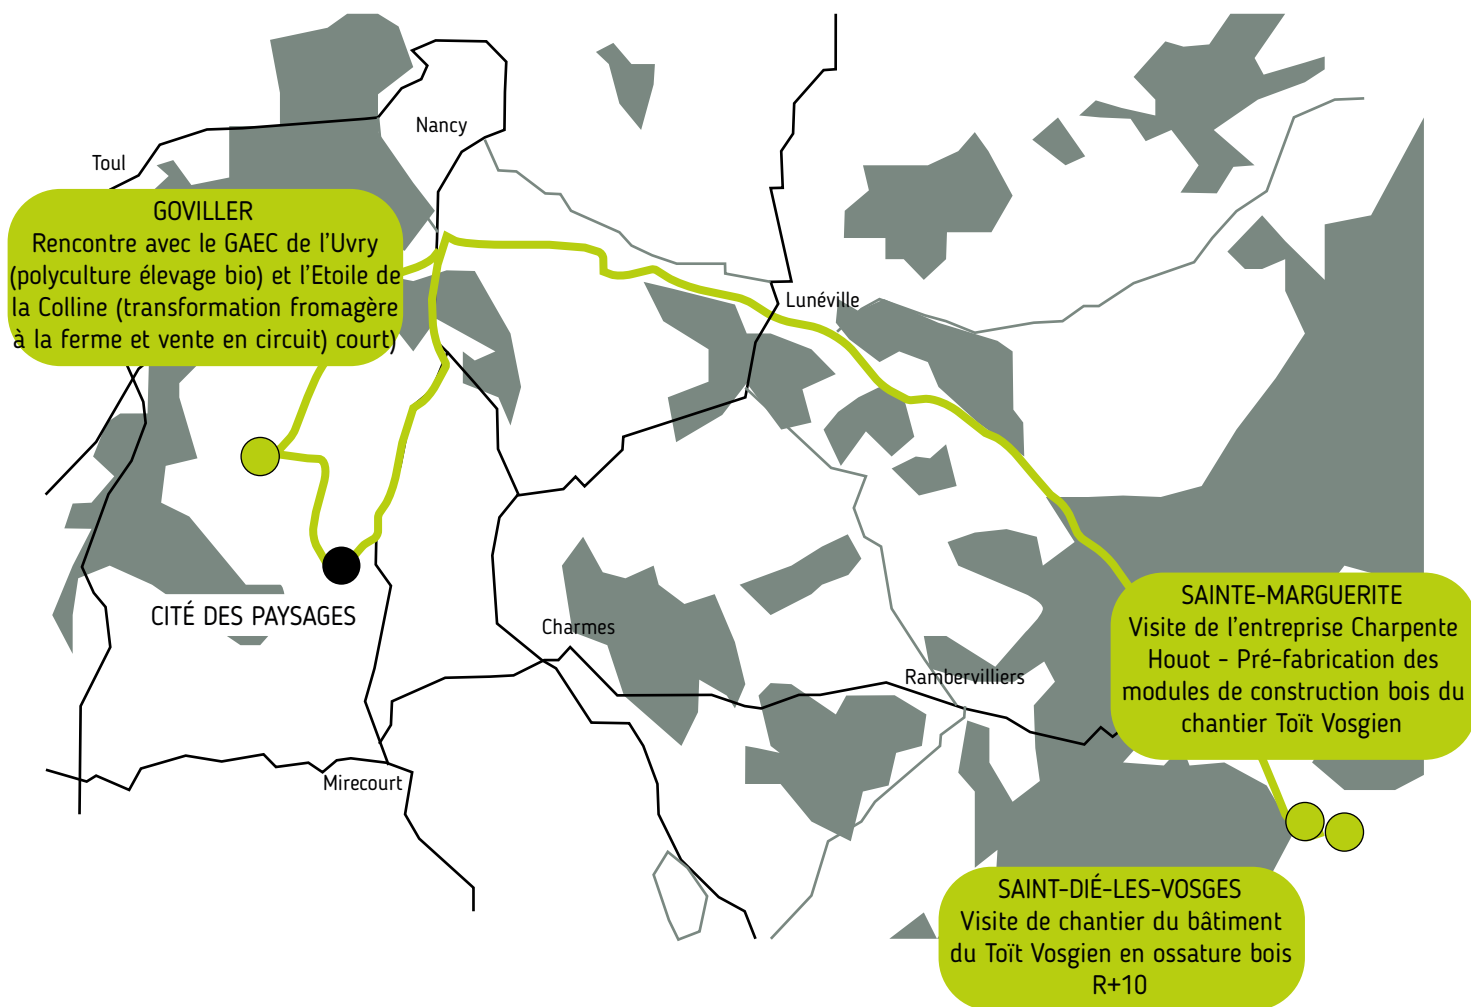 Nancy
Toul
GOVILLER
Rencontre avec le GAEC de l'Uvry
(polyculture élevage bio) et l'Etoile de
la Colline (transformation fromagère
à la ferme et vente en circuit) court)
Lunéville
CITÉ DES PAYSAGES
Charmes
Rambervilliers
Mirecourt
SAINTE-MARGUERITE
Visite de l'entreprise Charpente
Houot - Pré-fabrication des
modules de construction bois du
chantier Toït Vosgien
SAINT-DIÉ-LES-VOSGES
Visite de chantier du bâtiment
du Toït Vosgien en ossature bois
R+10